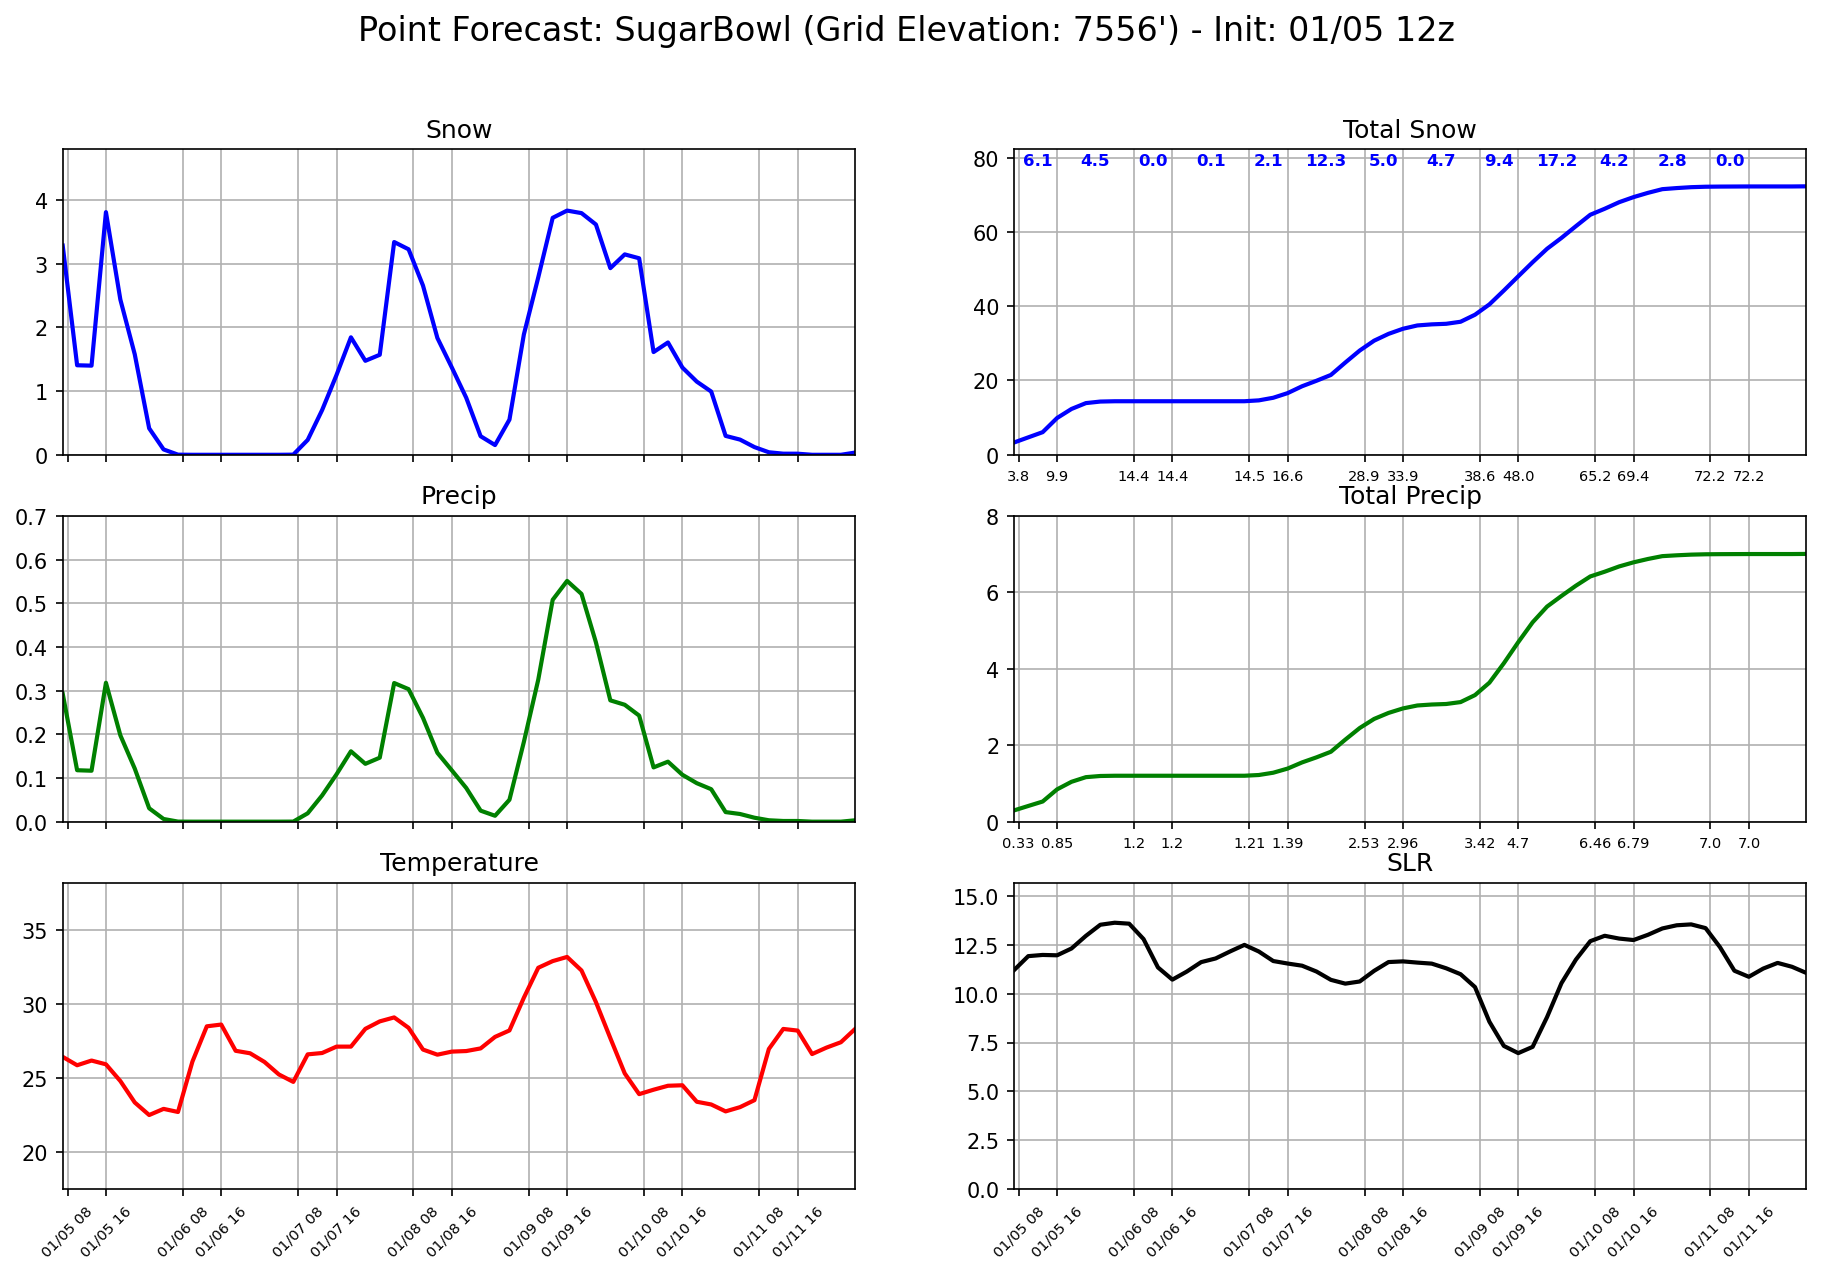 Point Forecast: SugarBowl (Grid Elevation: 7556') - Init: 01/05 12z
Snow
4
3
2
1
0
Total Snow
6.1 4.5 0.0 0.1 2.1 12.3 5.0 4.7 9.4 17.2 4.2 2.8 0.0
80
60
40
20
0
3.8 9.9 14.4 14.4 14.5 16.6 28.9 33.9 38.6 48.0 65.2 69.4 72.2 72.2
Precip
0.7
0.6
0.5
0.4
0.3
0.2
0.1
0.0
Total Precip
8
6
4
2
0
0.33 0.85 1.2 1.2 1.21 1.39 2.53 2.96 3.42 4.7 6.46 6.79 7.0 7.0
Temperature
35
30
25
20
01/05 08 01/05 16 01/06 08 01/06 16 01/07 08 01/07 16 01/08 08 01/08 16 01/09 08 01/09 16 01/10 08 01/10 16 01/11 08 01/11 16
SLR
15.0
12.5
10.0
7.5
5.0
2.5
0.0
01/05 08 01/05 16 01/06 08 01/06 16 01/07 08 01/07 16 01/08 08 01/08 16 01/09 08 01/09 16 01/10 08 01/10 16 01/11 08 01/11 16